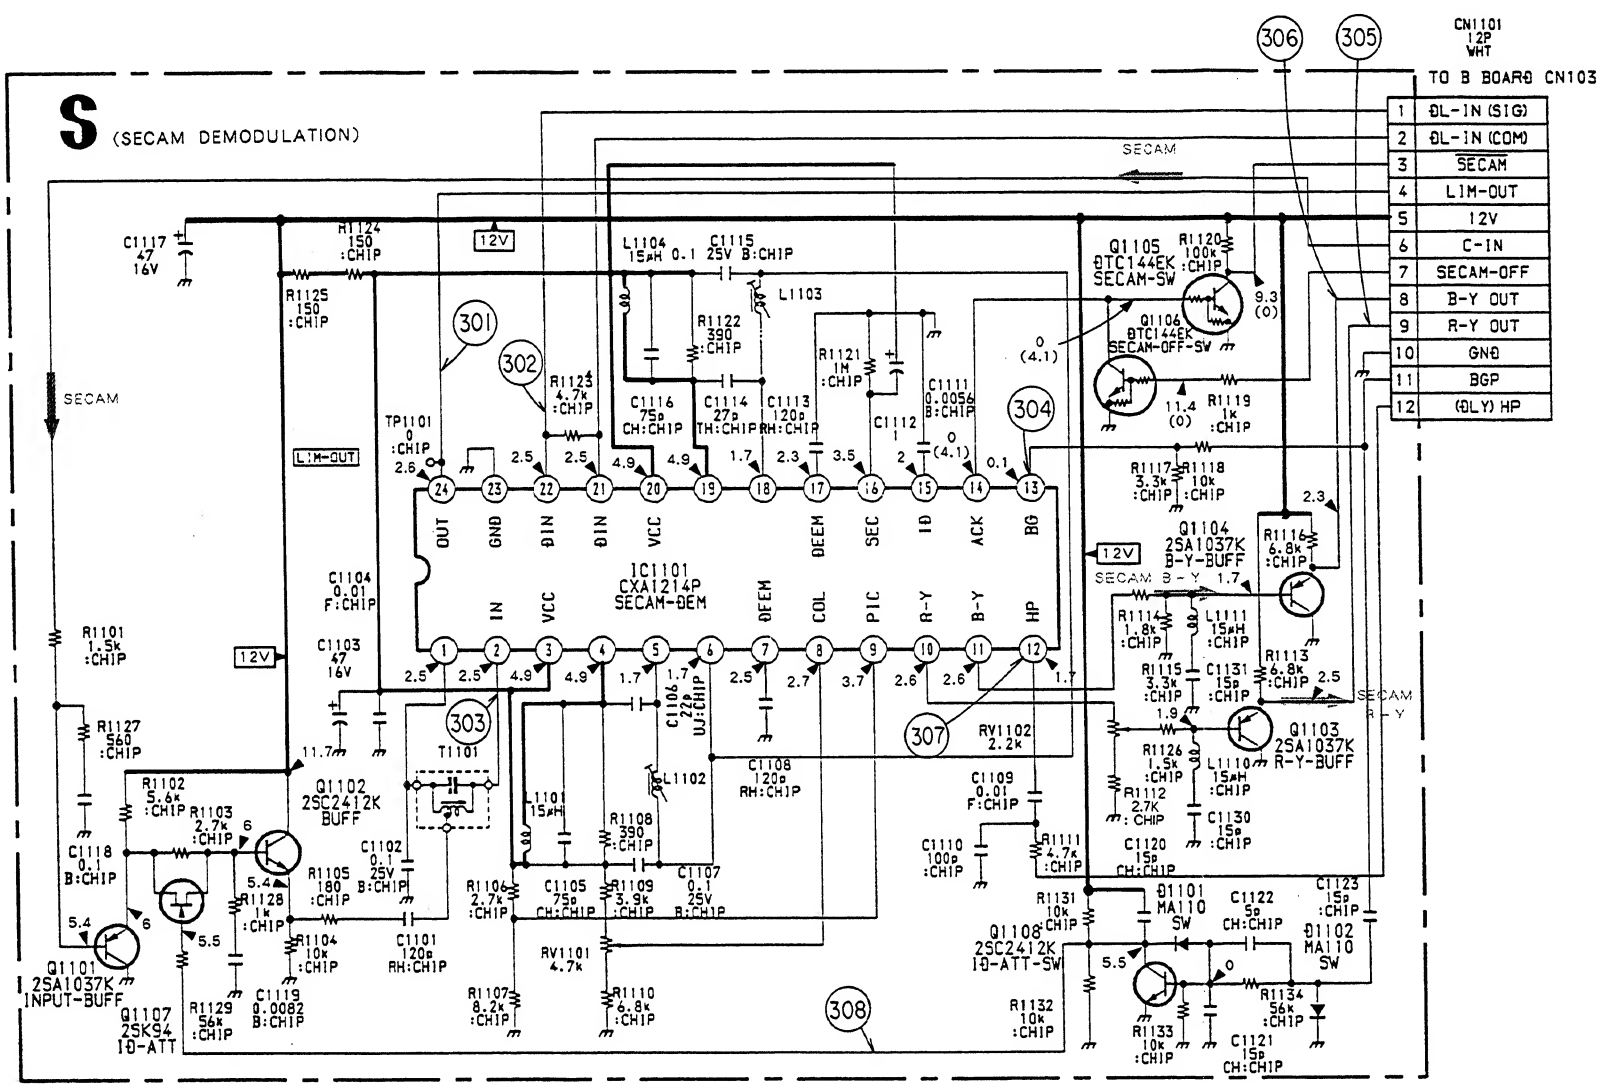 306
305
CN1101
12P
WHT
TO B BOARD CN103
S (SECAM DEMODULATION)
1 DL-IN (SIG)
2 DL-IN (COM)
3 SECAM
4 LIM-OUT
5 12V
6 C-IN
7 SECAM-OFF
8 B-Y OUT
9 R-Y OUT
10 GND
11 BGP
12 (DLY) HP
SECAM
C1117
47
16V
R1124
150
:CHIP
12V
R1125
150
:CHIP
L1104
15μH
C1115
0.1 25V B:CHIP
L1103
R1122
390
:CHIP
Q1105
DTC144EK
SECAM-SW
R1120
100k
:CHIP
9.3
(0)
Q1106
DTC144EK
SECAM-OFF-SW
0
(4.1)
11.4
(0)
R1119
1k
:CHIP
301
302
R1123
4.7k
:CHIP
C1116
75p
CH:CHIP
C1114
27p
TH:CHIP
C1113
120p
RH:CHIP
R1121
1M
:CHIP
C1112
1
C1111
0.0056
B:CHIP
304
0
(4.1)
SECAM
TP1101
0
:CHIP
LIM-OUT
2.6
2.5
2.5
4.9
4.9
1.7
2.3
3.5
2
0.1
R1117
3.3k
:CHIP
R1118
10k
:CHIP
2.3
24
23
22
21
20
19
18
17
16
15
14
13
OUT
GND
DIN
DIN
VCC
DEEM
SEC
ID
ACK
BG
IC1101
CXA1214P
SECAM-DEM
IN
VCC
DEEM
COL
PIC
R-Y
B-Y
HP
1
2
3
4
5
6
7
8
9
10
11
12
2.5
2.5
4.9
4.9
1.7
1.7
2.5
2.7
3.7
2.6
2.6
1.7
Q1104
2SA1037K
B-Y-BUFF
R1116
6.8k
:CHIP
12V
SECAM B-Y
1.7
R1114
1.8k
:CHIP
L1111
15μH
R1115
3.3k
:CHIP
C1131
15p
:CHIP
R1113
6.8k
:CHIP
2.5
SECAM
R-Y
1.9
Q1103
2SA1037K
R-Y-BUFF
R1126
1.5k
:CHIP
L1110
15μH
R1112
2.7K
:CHIP
C1130
15p
:CHIP
C1104
0.01
F:CHIP
C1103
47
16V
R1101
1.5k
:CHIP
12V
R1127
560
:CHIP
11.7
303
T1101
C1106
22p
UJ:CHIP
L1102
C1108
120p
RH:CHIP
307
RV1102
2.2k
C1109
0.01
F:CHIP
C1110
100p
:CHIP
R1111
4.7k
:CHIP
C1120
15p
CH:CHIP
R1102
5.6k
:CHIP
R1103
2.7k
:CHIP
6
Q1102
2SC2412K
BUFF
L1101
15μH
R1108
390
:CHIP
C1118
0.1
B:CHIP
C1102
0.1
25V
B:CHIP
5.4
R1105
180
:CHIP
R1128
1k
:CHIP
5.4
6
5.5
R1104
10k
:CHIP
C1101
120p
RH:CHIP
R1106
2.7k
:CHIP
C1105
75p
CH:CHIP
R1109
3.9k
:CHIP
C1107
0.1
25V
B:CHIP
RV1101
4.7k
Q1101
2SA1037K
INPUT-BUFF
Q1107
2SK94
ID-ATT
R1129
56k
:CHIP
C1119
0.0082
B:CHIP
R1107
8.2k
:CHIP
R1110
6.8k
:CHIP
308
R1131
10k
:CHIP
Q1108
2SC2412K
ID-ATT-SW
5.5
D1101
MA110
SW
C1122
5p
CH:CHIP
C1123
15p
:CHIP
D1102
MA110
SW
0
R1132
10k
:CHIP
R1133
10k
:CHIP
R1134
56k
:CHIP
C1121
15p
CH:CHIP